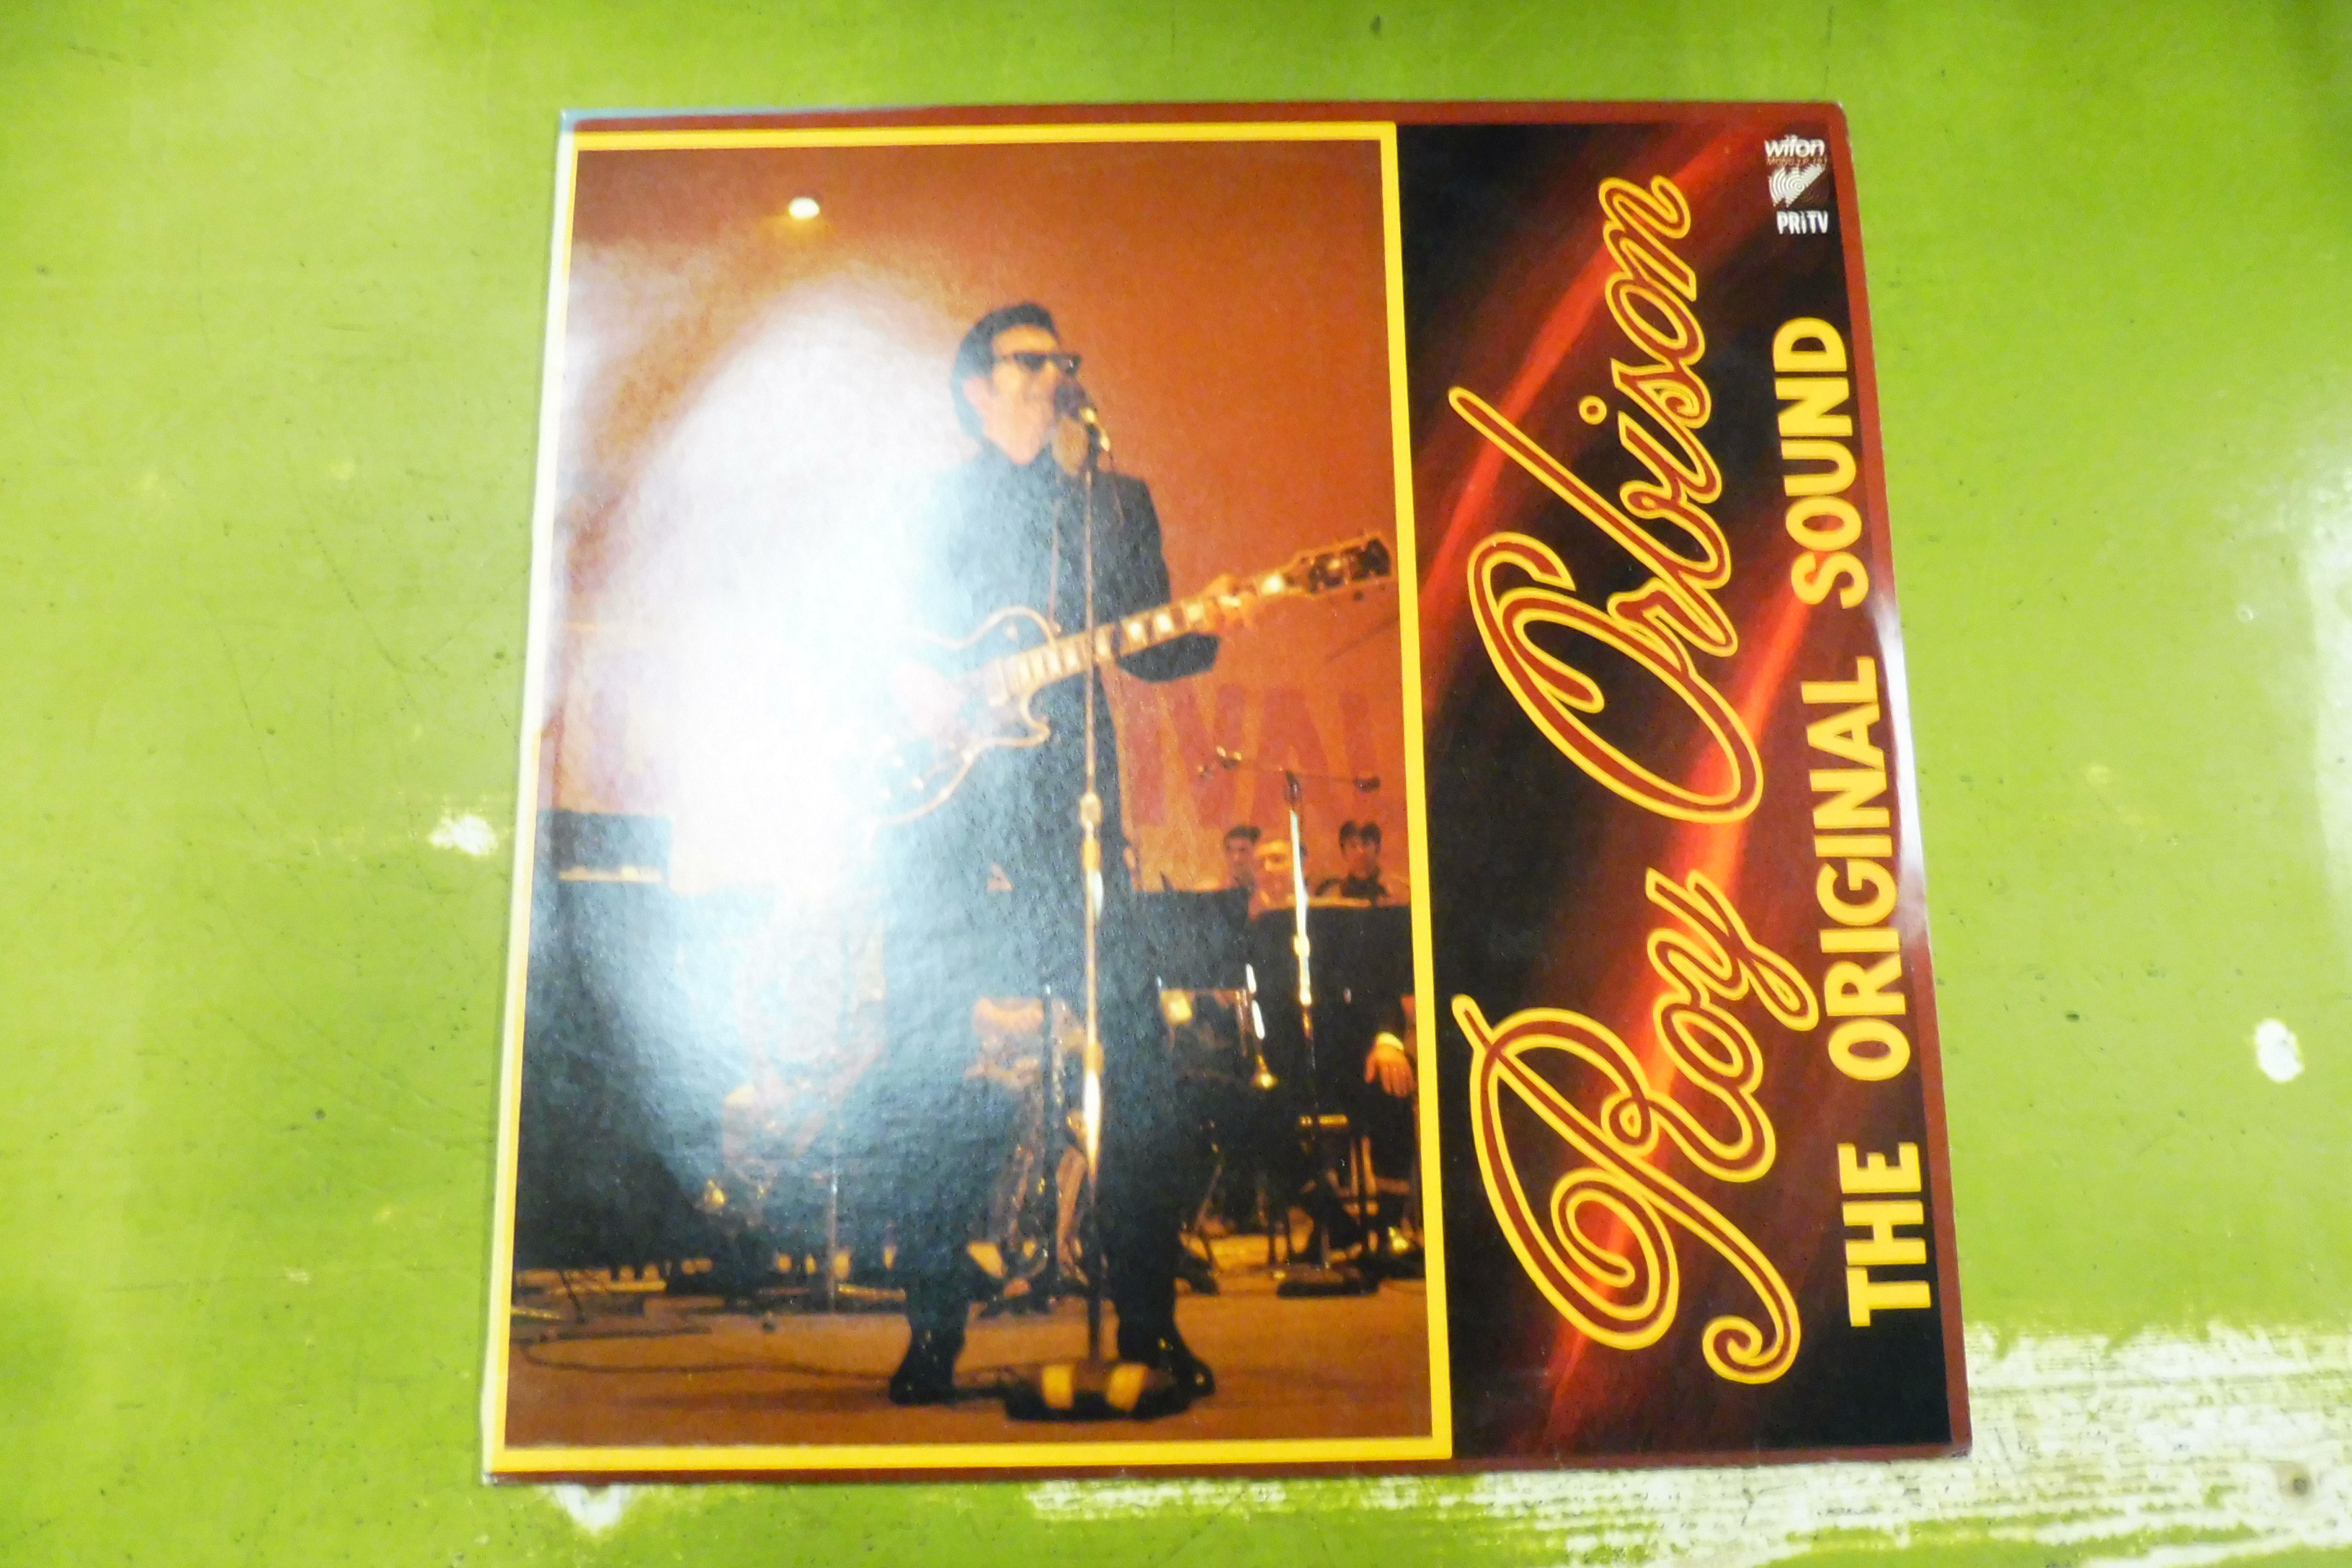 Roy Orbison
THE ORIGINAL SOUND
wifon
PRiTV